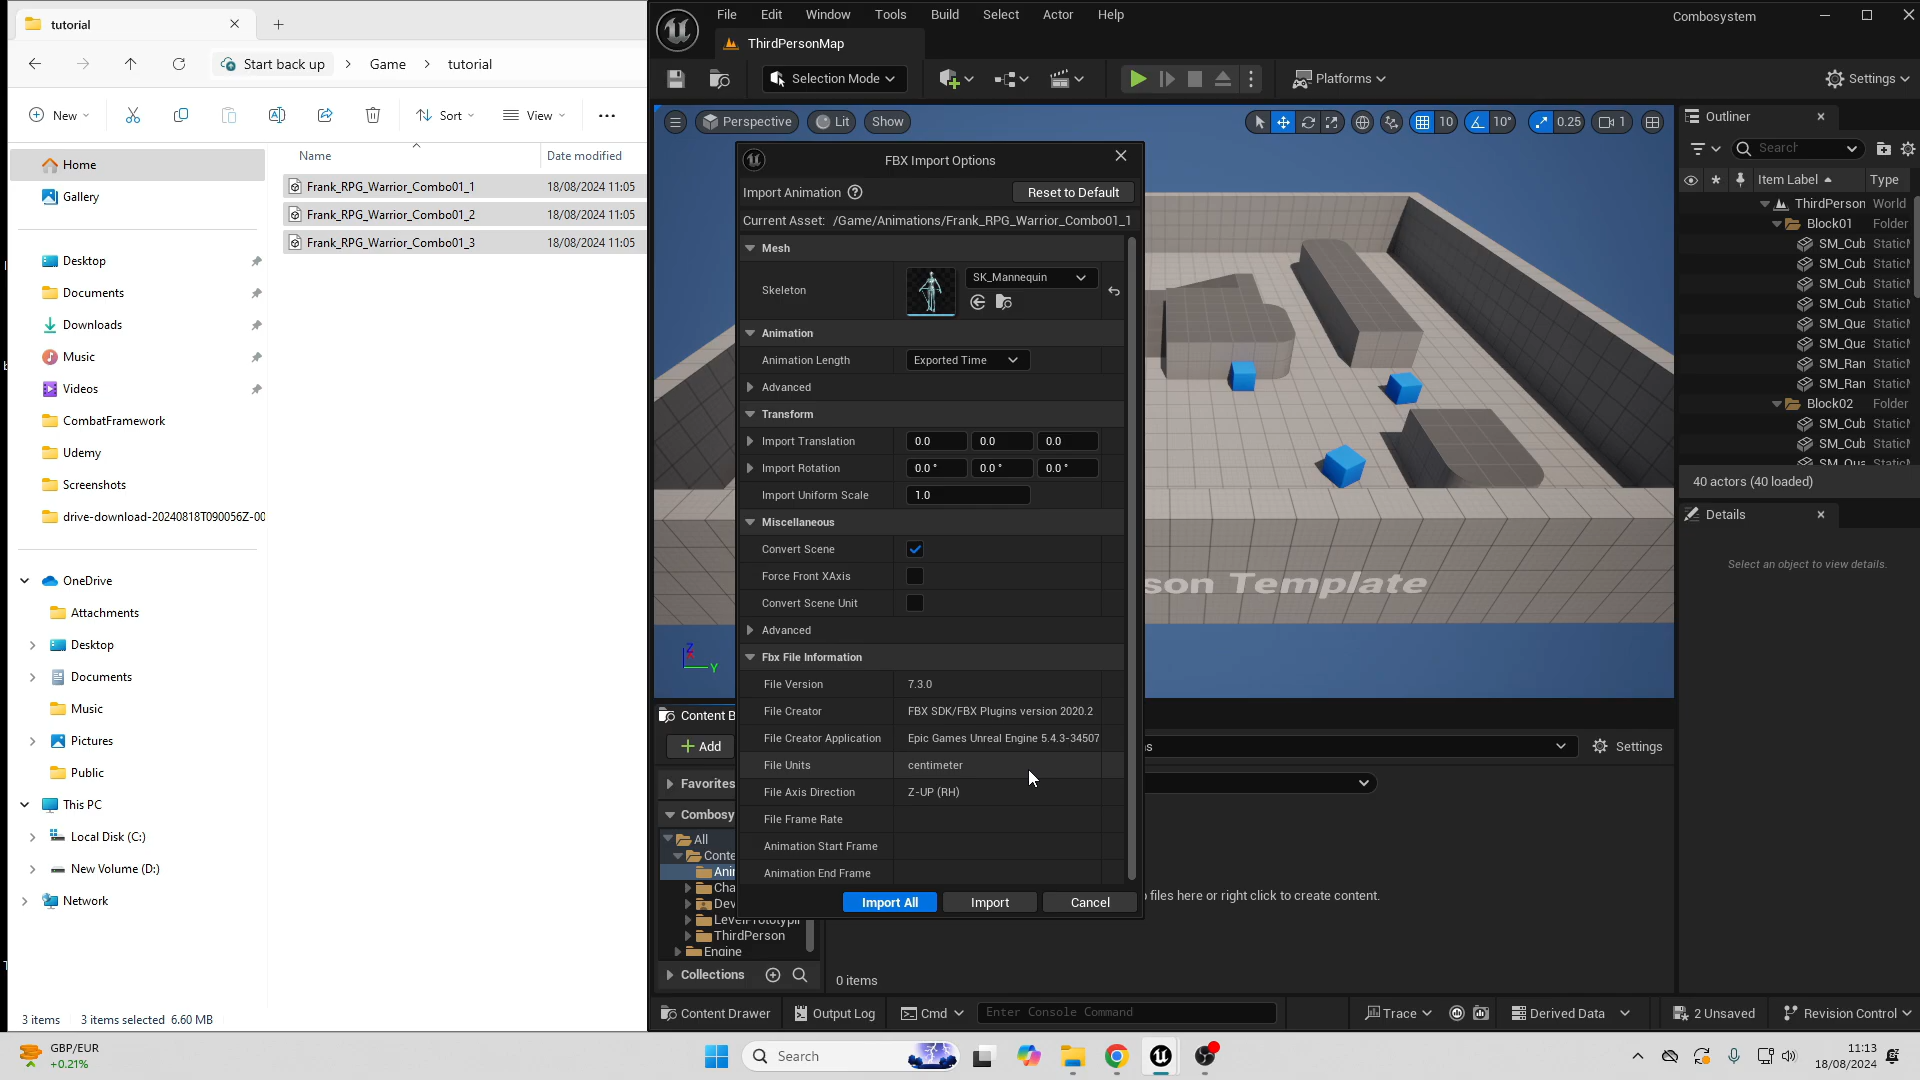 tutorial
Start back up
Game
tutorial
New
Sort
View
Name
Date modified
Home
Gallery
Frank_RPG_Warrior_Combo01_1 18/08/2024 11:05
Frank_RPG_Warrior_Combo01_2 18/08/2024 11:05
Frank_RPG_Warrior_Combo01_3 18/08/2024 11:05
Desktop
Documents
Downloads
Music
Videos
CombatFramework
Udemy
Screenshots
drive-download-20240818T090056Z-00
OneDrive
Attachments
Desktop
Documents
Music
Pictures
Public
This PC
Local Disk (C:)
New Volume (D:)
Network
3 items 3 items selected 6.60 MB
File Edit Window Tools Build Select Actor Help
Combosystem
ThirdPersonMap
Selection Mode
Platforms
Settings
Perspective
Lit
Show
10
10°
0.25
1
FBX Import Options
Import Animation
Reset to Default
Current Asset: /Game/Animations/Frank_RPG_Warrior_Combo01_1
Mesh
Skeleton
SK_Mannequin
Animation
Animation Length Exported Time
Advanced
Transform
Import Translation 0.0 0.0 0.0
Import Rotation 0.0 ° 0.0 ° 0.0 °
Import Uniform Scale 1.0
Miscellaneous
Convert Scene
Force Front XAxis
Convert Scene Unit
Advanced
Fbx File Information
File Version 7.3.0
File Creator FBX SDK/FBX Plugins version 2020.2
File Creator Application Epic Games Unreal Engine 5.4.3-34507
File Units centimeter
File Axis Direction Z-UP (RH)
File Frame Rate
Animation Start Frame
Animation End Frame
Import All
Import
Cancel
son Template
Z
Y
Outliner
Search
Item Label Type
ThirdPerson World
Block01 Folder
SM_Cub StaticM
SM_Cub StaticM
SM_Cub StaticM
SM_Cub StaticM
SM_Qua StaticM
SM_Qua StaticM
SM_Ran StaticM
SM_Ran StaticM
Block02 Folder
SM_Cub StaticM
SM_Cub StaticM
SM_Qua StaticM
40 actors (40 loaded)
Details
Select an object to view details.
Content B
Add
Settings
Favorites
Combosy
All
Conte
Anir
Cha
Dev
LevelPrototypi
ThirdPerson
Engine
Collections
files here or right click to create content.
0 items
Content Drawer
Output Log
Cmd
Enter Console Command
Trace
Derived Data
2 Unsaved
Revision Control
GBP/EUR
+0.21%
Search
11:13
18/08/2024